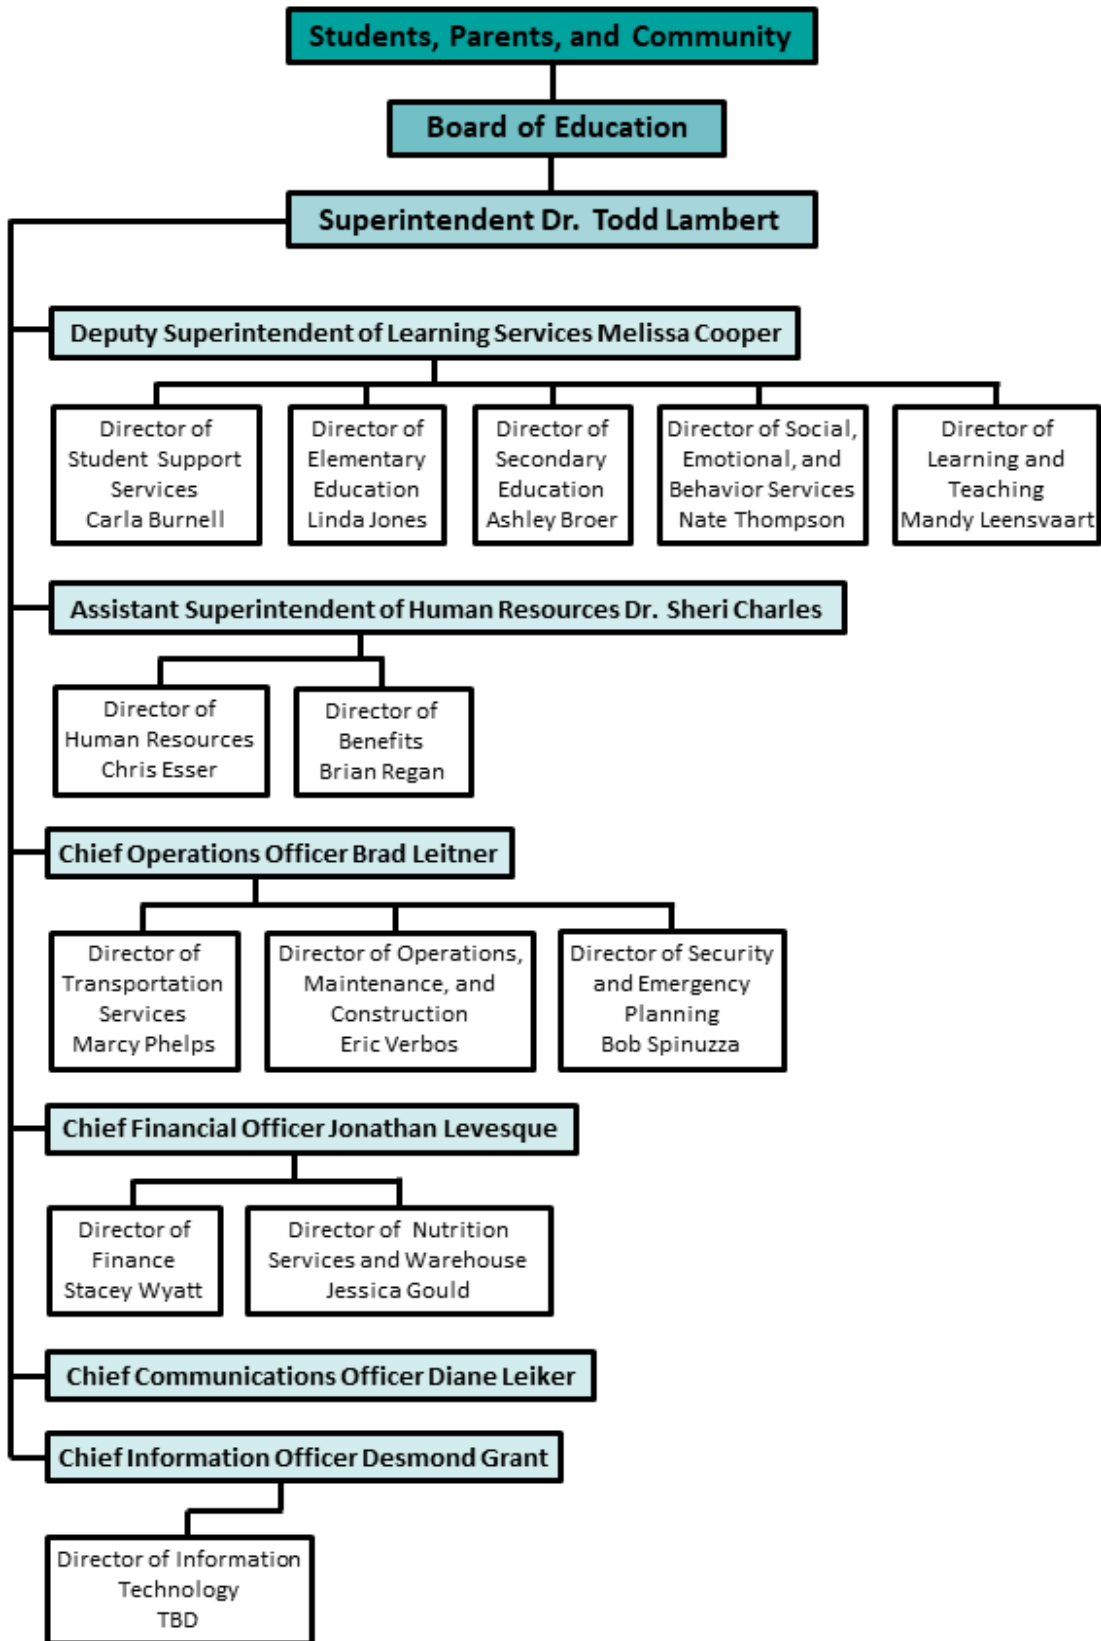 Students, Parents, and Community
Board of Education
Superintendent Dr. Todd Lambert
Deputy Superintendent of Learning Services Melissa Cooper
Director of
Student Support
Services
Carla Burnell
Director of
Elementary
Education
Linda Jones
Director of
Secondary
Education
Ashley Broer
Director of Social,
Emotional, and
Behavior Services
Nate Thompson
Director of
Learning and
Teaching
Mandy Leensvaart
Assistant Superintendent of Human Resources Dr. Sheri Charles
Director of
Human Resources
Chris Esser
Director of
Benefits
Brian Regan
Chief Operations Officer Brad Leitner
Director of
Transportation
Services
Marcy Phelps
Director of Operations,
Maintenance, and
Construction
Eric Verbos
Director of Security
and Emergency
Planning
Bob Spinuzza
Chief Financial Officer Jonathan Levesque
Director of
Finance
Stacey Wyatt
Director of Nutrition
Services and Warehouse
Jessica Gould
Chief Communications Officer Diane Leiker
Chief Information Officer Desmond Grant
Director of Information
Technology
TBD